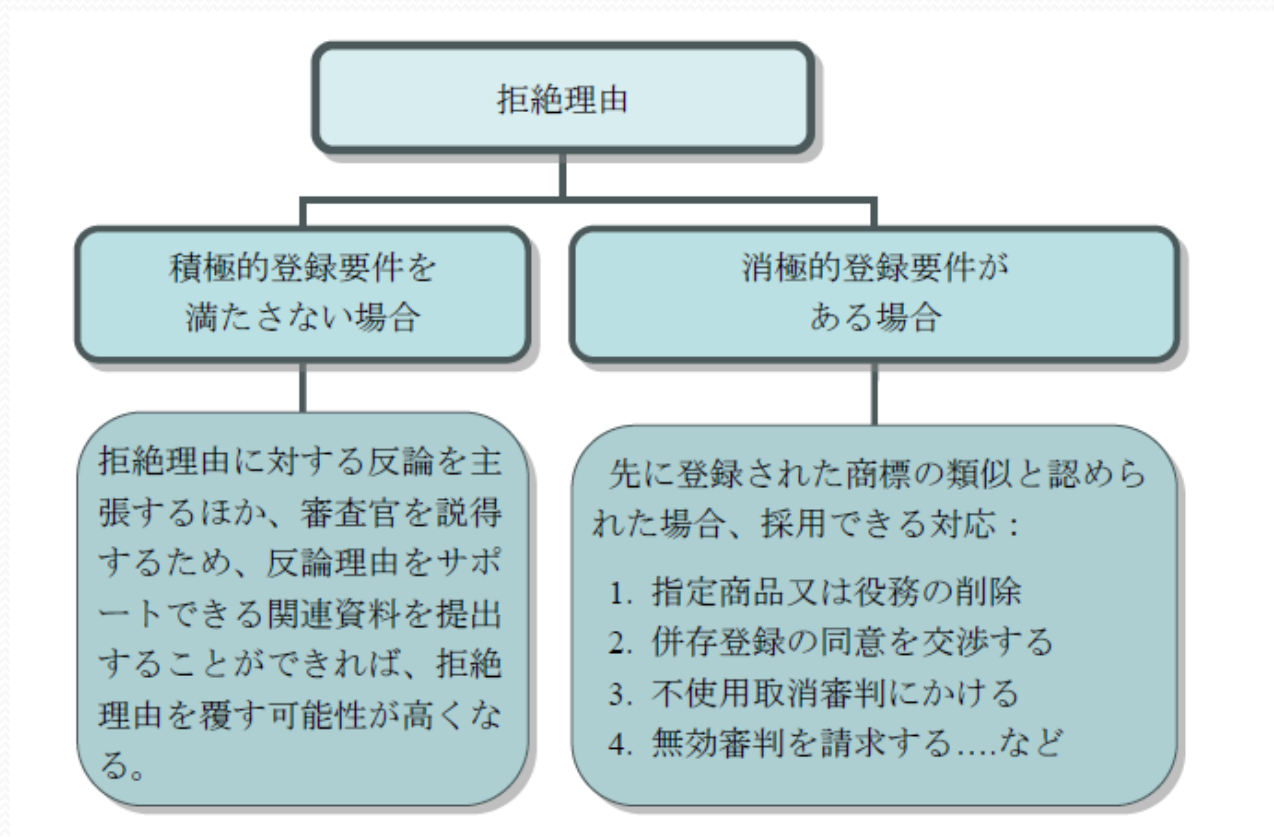 拒絶理由
積極的登録要件を
満たさない場合
消極的登録要件が
ある場合
拒絶理由に対する反論を主
張するほか、審査官を説得
するため、反論理由をサポ
ートできる関連資料を提出
することができれば、拒絶
理由を覆す可能性が高くな
る。
先に登録された商標の類似と認めら
れた場合、採用できる対応：
1. 指定商品又は役務の削除
2. 併存登録の同意を交渉する
3. 不使用取消審判にかける
4. 無効審判を請求する....など